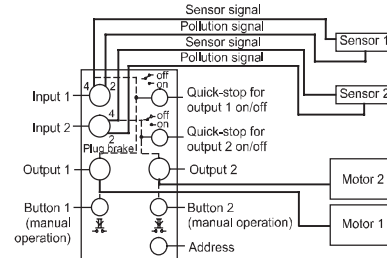 Sensor signal
Pollution signal
Sensor signal
Pollution signal
Sensor 1
Sensor 2
4 2
off
on
Input 1
Quick-stop for
output 1 on/off
4
off
on
Input 2
2
Quick-stop for
output 2 on/off
Plug brake
Output 1
Output 2
Motor 2
Button 1
(manual
operation)
Button 2
(manual operation)
Motor 1
Address